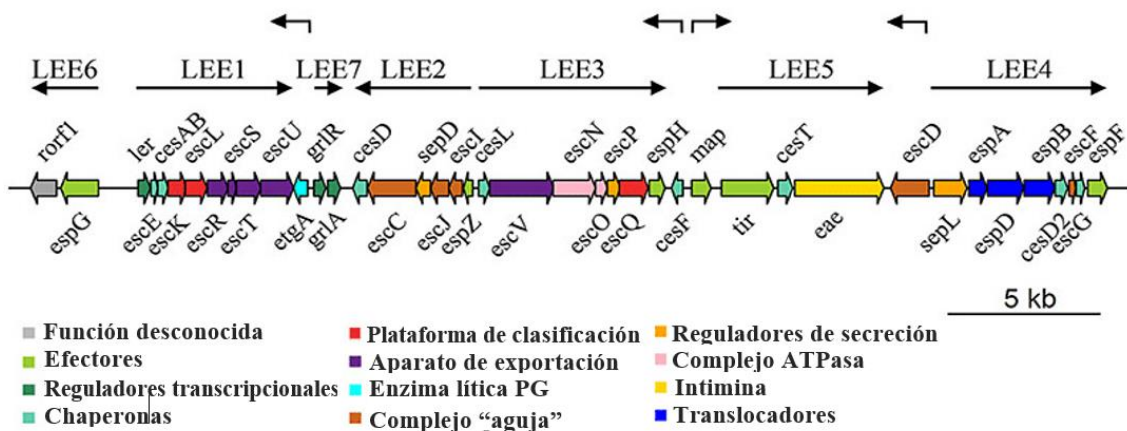 LEE6 LEE1 LEE7 LEE2 LEE3 LEE5 LEE4
rorf1 ler cesAB escL escS escU grlR cesD sepD escI cesL escN escP espH map cesT escD espA espB escF espF
espG escE escK escR escT etgA grlA escC escJ espZ escV escO escQ cesF tir eae sepL espD cesD2 escG
5 kb
Función desconocida
Efectores
Reguladores transcripcionales
Chaperonas
Plataforma de clasificación
Aparato de exportación
Enzima lítica PG
Complejo “aguja”
Reguladores de secreción
Complejo ATPasa
Intimina
Translocadores